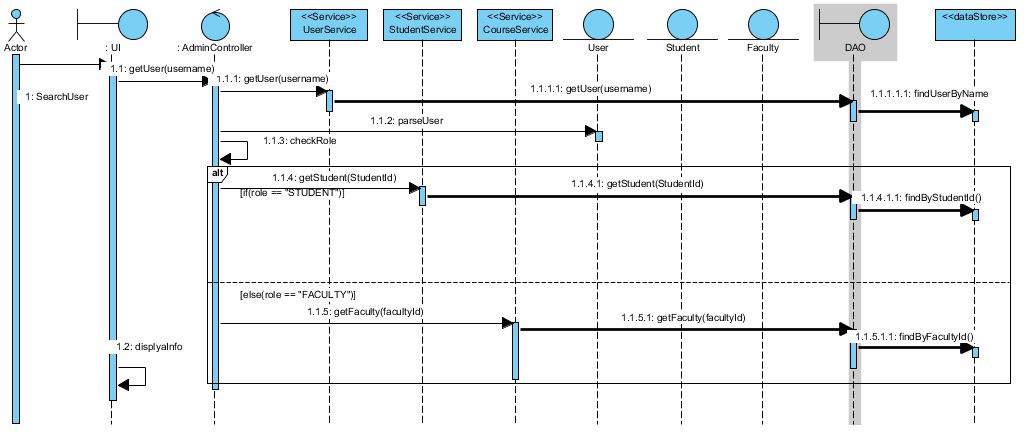 <<Service>> <<Service>> <<Service>> <<dataStore>>
UserService StudentService CourseService
Actor : UI : AdminController User Student Faculty DAO
1.1: getUser(username)
1.1.1: getUser(username)
1.1.1.1: getUser(username)
1.1.1.1.1: findUserByName
1: SearchUser
1.1.2: parseUser
1.1.3: checkRole
alt
1.1.4: getStudent(StudentId)
1.1.4.1: getStudent(StudentId)
[if(role == "STUDENT")]
1.1.4.1.1: findByStudentId()
[else(role == "FACULTY")]
1.1.5: getFaculty(facultyId)
1.1.5.1: getFaculty(facultyId)
1.1.5.1.1: findByFacultyId()
1.2: displyaInfo